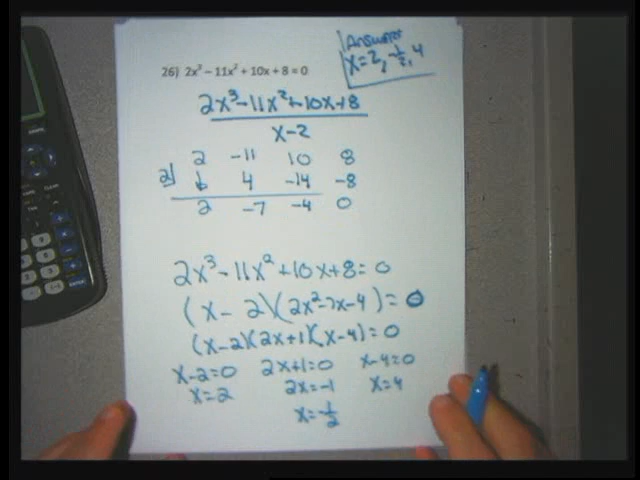 Answer
x=2, -1/2, 4
26) 2x³ − 11x² + 10x + 8 = 0
2x³-11x²+10x+8
x-2
2 -11 10 8
2| ↓ 4 -14 -8
2 -7 -4 0
2x³-11x²+10x+8=0
(x-2)(2x²-7x-4)=0
(x-2)(2x+1)(x-4)=0
x-2=0 2x+1=0 x-4=0
x=2 2x=-1 x=4
x=-1/2